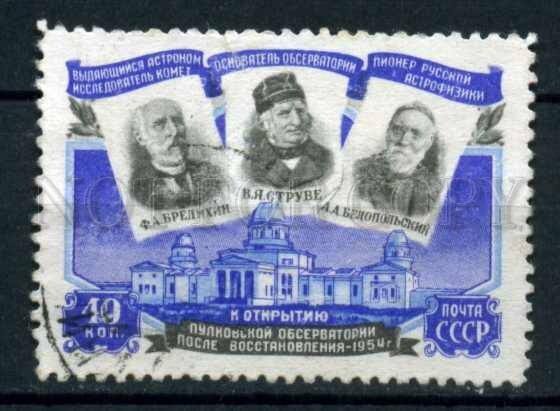 ВЫДАЮЩИЙСЯ АСТРОНОМ
ИССЛЕДОВАТЕЛЬ КОМЕТ
ОСНОВАТЕЛЬ ОБСЕРВАТОРИИ
ПИОНЕР РУССКОЙ
АСТРОФИЗИКИ
Ф.А.БРЕДИХИН
В.Я.СТРУВЕ
А.А.БЕЛОПОЛЬСКИЙ
40
КОП.
К ОТКРЫТИЮ
ПУЛКОВСКОЙ ОБСЕРВАТОРИИ
ПОСЛЕ ВОССТАНОВЛЕНИЯ-1954г
ПОЧТА
СССР